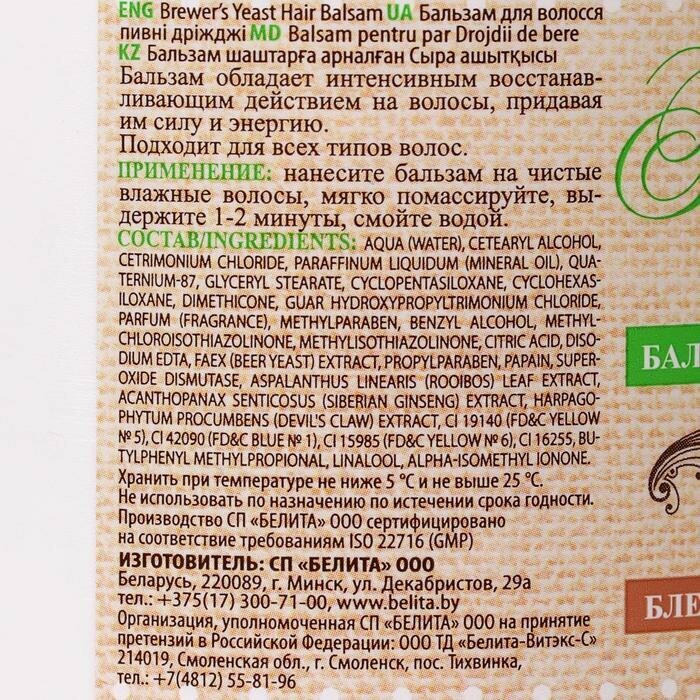 ENG Brewer's Yeast Hair Balsam UA Бальзам для волосся
пивні дріжджі MD Balsam pentru par Drojdii de bere
KZ Бальзам шаштарға арналған Сыра ашытқысы
Бальзам обладает интенсивным восстанав-
ливающим действием на волосы, придавая
им силу и энергию.
Подходит для всех типов волос.
ПРИМЕНЕНИЕ: нанесите бальзам на чистые
влажные волосы, мягко помассируйте, вы-
держите 1-2 минуты, смойте водой.
СОСТАВ/INGREDIENTS: AQUA (WATER), CETEARYL ALCOHOL,
CETRIMONIUM CHLORIDE, PARAFFINUM LIQUIDUM (MINERAL OIL), QUA-
TERNIUM-87, GLYCERYL STEARATE, CYCLOPENTASILOXANE, CYCLOHEXAS-
ILOXANE, DIMETHICONE, GUAR HYDROXYPROPYLTRIMONIUM CHLORIDE,
PARFUM (FRAGRANCE), METHYLPARABEN, BENZYL ALCOHOL, METHYL-
CHLOROISOTHIAZOLINONE, METHYLISOTHIAZOLINONE, CITRIC ACID, DISO-
DIUM EDTA, FAEX (BEER YEAST) EXTRACT, PROPYLPARABEN, PAPAIN, SUPER-
OXIDE DISMUTASE, ASPALANTHUS LINEARIS (ROOIBOS) LEAF EXTRACT,
ACANTHOPANAX SENTICOSUS (SIBERIAN GINSENG) EXTRACT, HARPAGO-
PHYTUM PROCUMBENS (DEVIL'S CLAW) EXTRACT, CI 19140 (FD&C YELLOW
№ 5), CI 42090 (FD&C BLUE № 1), CI 15985 (FD&C YELLOW № 6), CI 16255, BU-
TYLPHENYL METHYLPROPIONAL, LINALOOL, ALPHA-ISOMETHYL IONONE.
Хранить при температуре не ниже 5 °С и не выше 25 °С.
Не использовать по назначению по истечении срока годности.
Производство СП «БЕЛИТА» ООО сертифицировано
на соответствие требованиям ISO 22716 (GMP)
ИЗГОТОВИТЕЛЬ: СП «БЕЛИТА» ООО
Беларусь, 220089, г. Минск, ул. Декабристов, 29а
тел.: +375(17) 300-71-00, www.belita.by
Организация, уполномоченная СП «БЕЛИТА» ООО на принятие
претензий в Российской Федерации: ООО ТД «Белита-Витэкс-С»
214019, Смоленская обл., г. Смоленск, пос. Тихвинка,
тел.: +7(4812) 55-81-96
БАЛ
БЛЕ